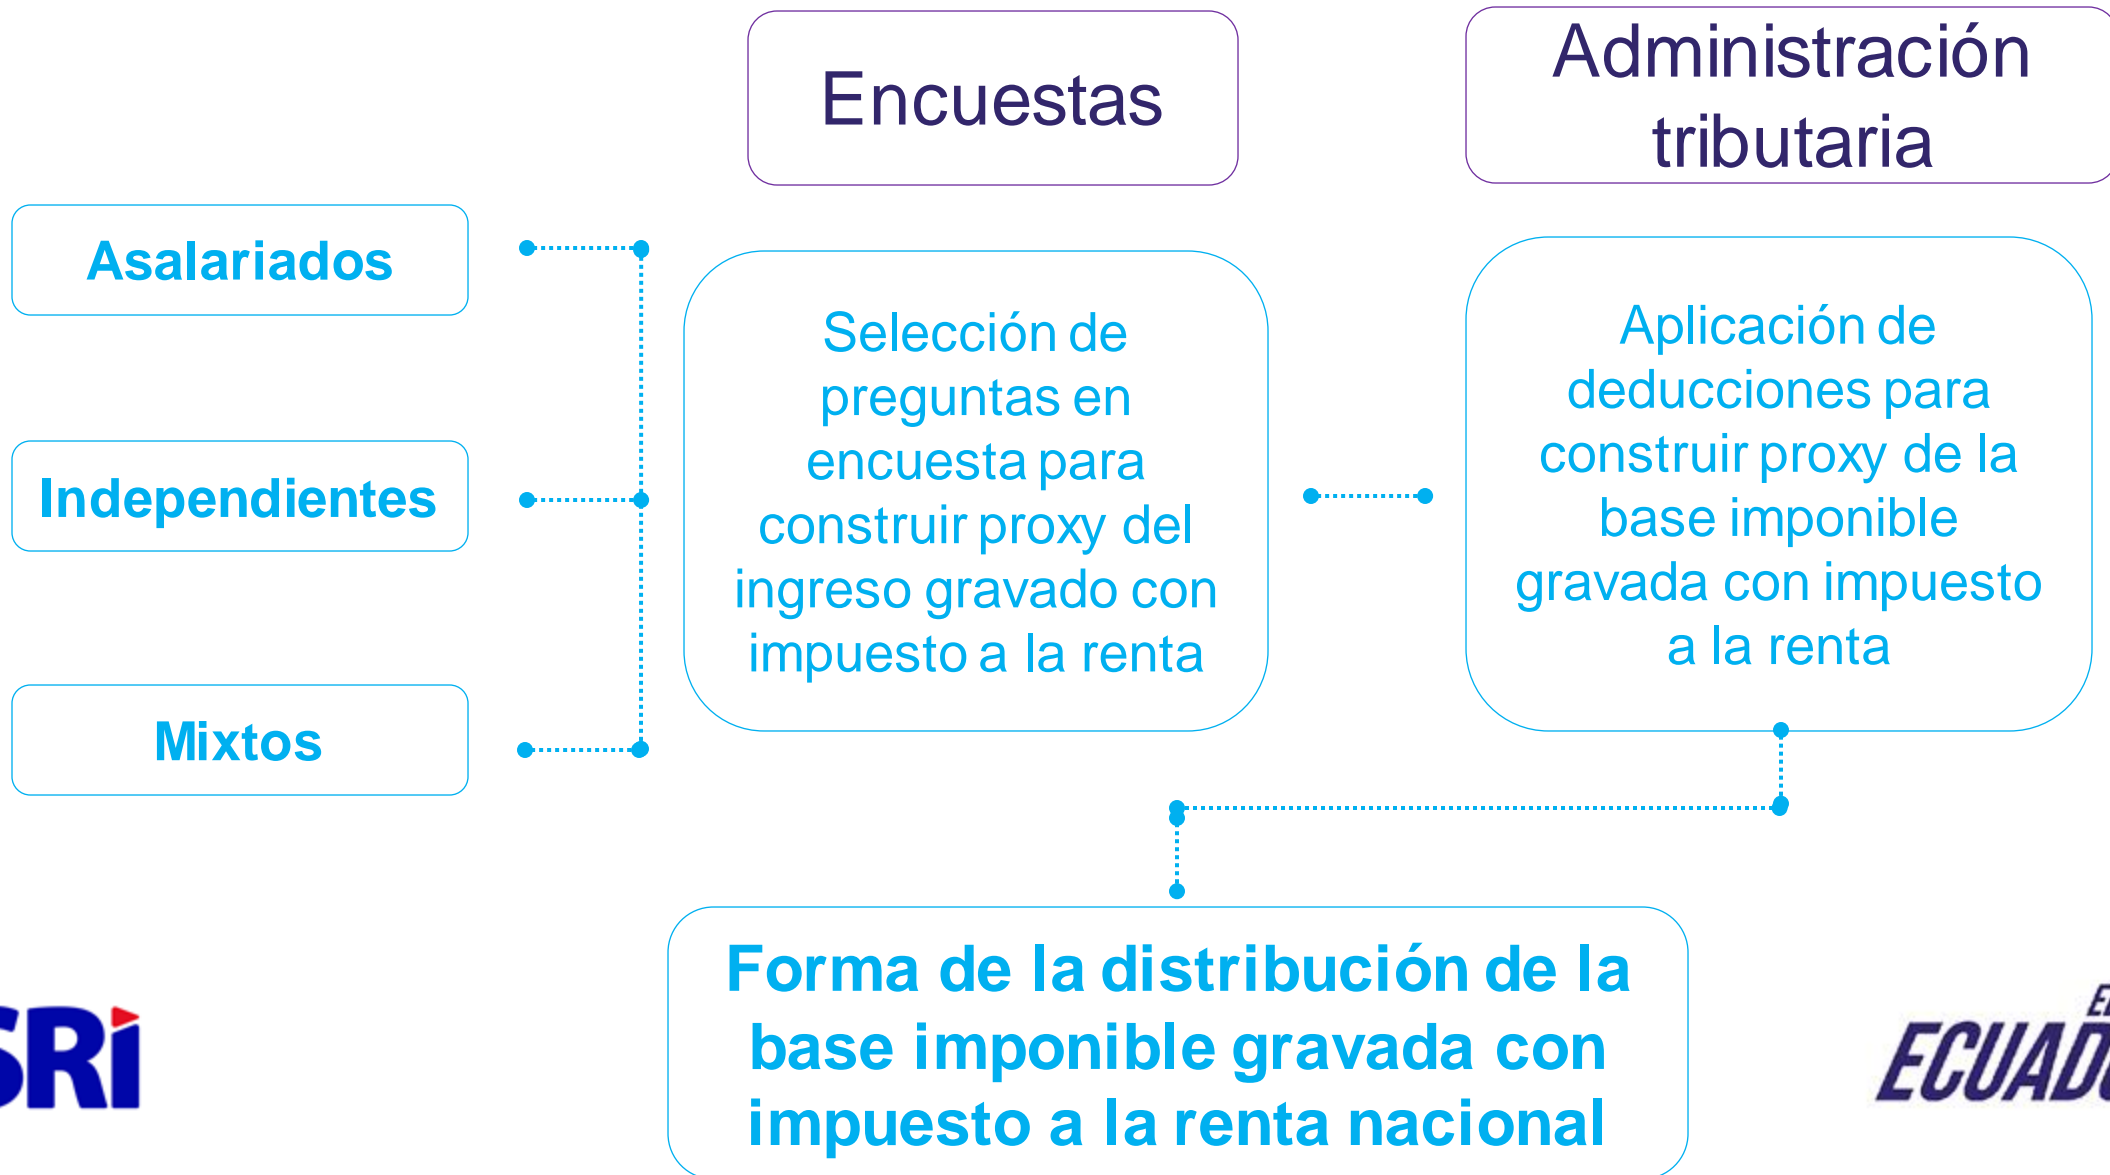 Encuestas
Administración
tributaria
Asalariados
Independientes
Mixtos
Selección de
preguntas en
encuesta para
construir proxy del
ingreso gravado con
impuesto a la renta
Aplicación de
deducciones para
construir proxy de la
base imponible
gravada con impuesto
a la renta
Forma de la distribución de la
base imponible gravada con
impuesto a la renta nacional
SRi